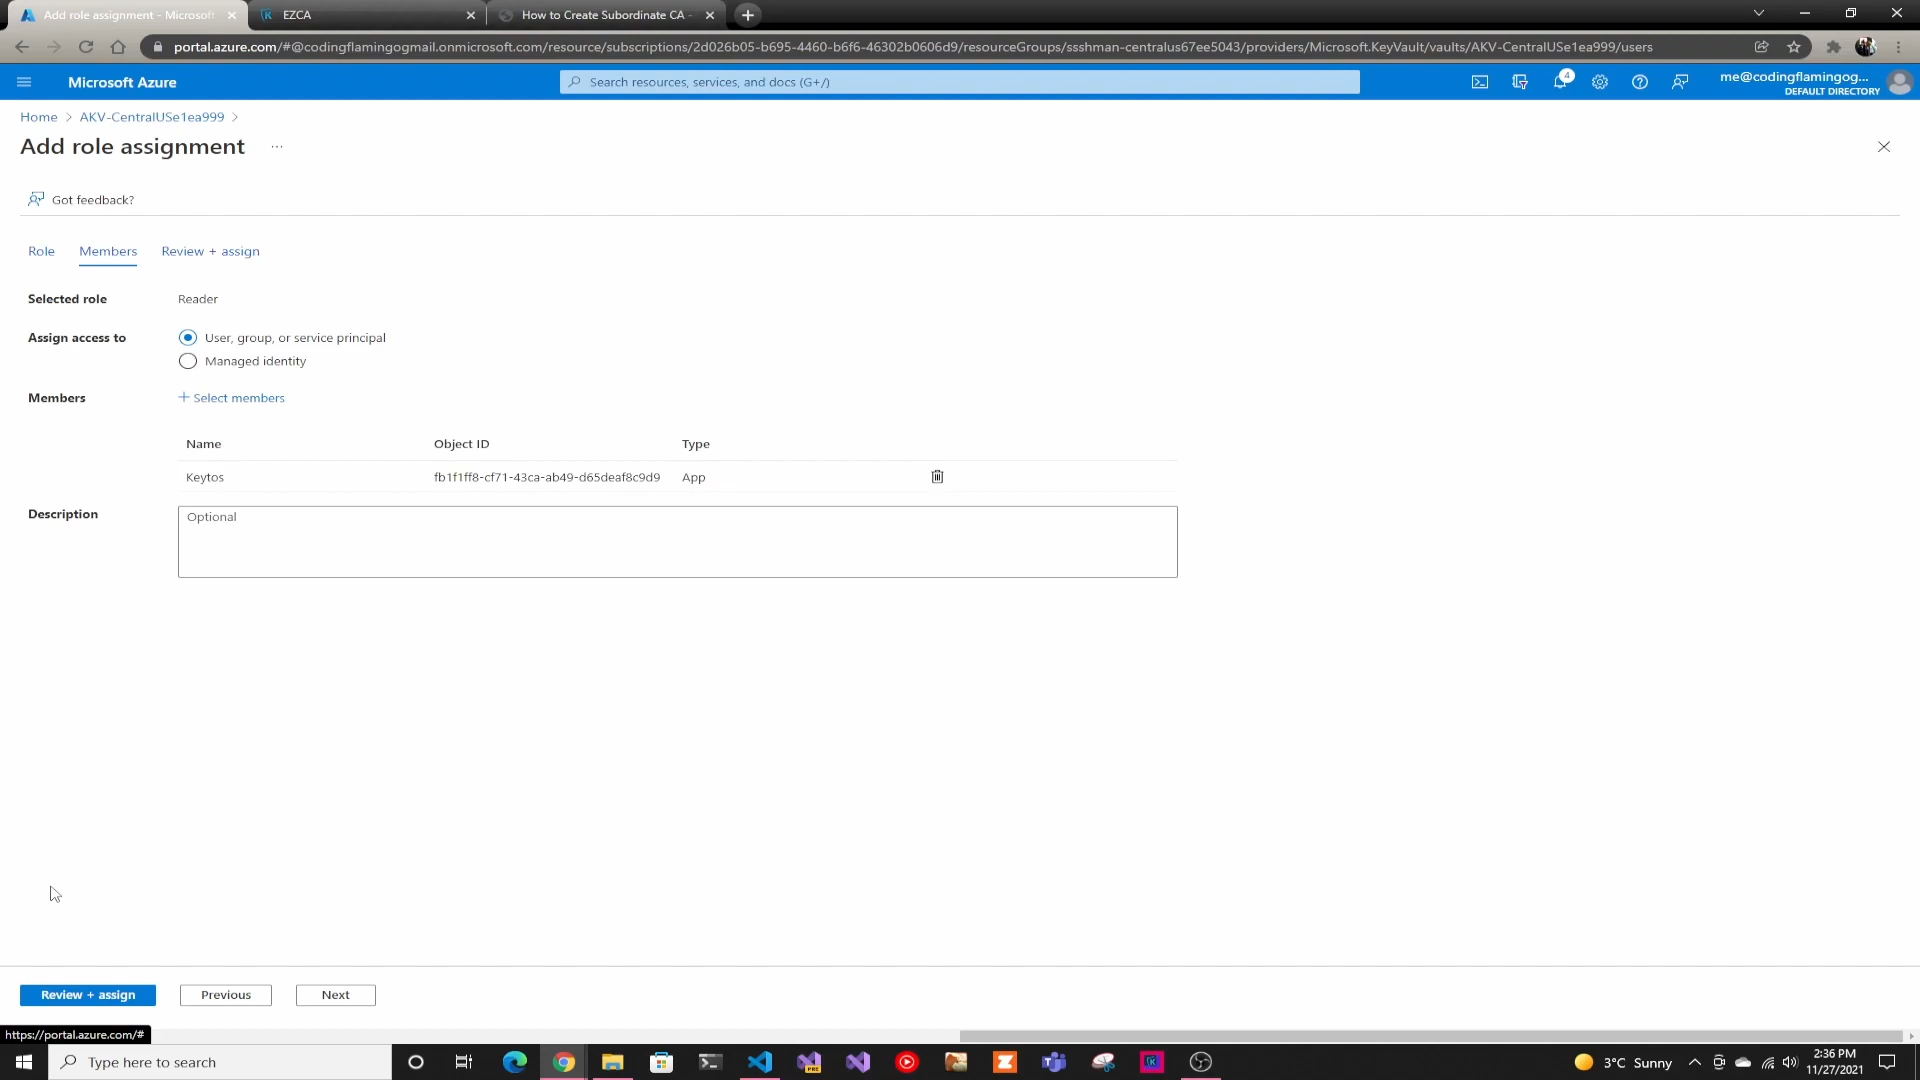 Add role assignment - Microsoft
EZCA
How to Create Subordinate CA -
portal.azure.com/#@codingflamingogmail.onmicrosoft.com/resource/subscriptions/2d026b05-b695-4460-b6f6-46302b0606d9/resourceGroups/ssshman-centralus67ee5043/providers/Microsoft.KeyVault/vaults/AKV-CentralUSe1ea999/users
Microsoft Azure
Search resources, services, and docs (G+/)
4
me@codingflamingog...
DEFAULT DIRECTORY
Home > AKV-CentralUSe1ea999 >
Add role assignment ...
Got feedback?
Role Members Review + assign
Selected role Reader
Assign access to User, group, or service principal
Managed identity
Members + Select members
Name Object ID Type
Keytos fb1f1ff8-cf71-43ca-ab49-d65deaf8c9d9 App
Description Optional
Review + assign Previous Next
https://portal.azure.com/#
Type here to search
PRE
3°C Sunny
2:36 PM
11/27/2021